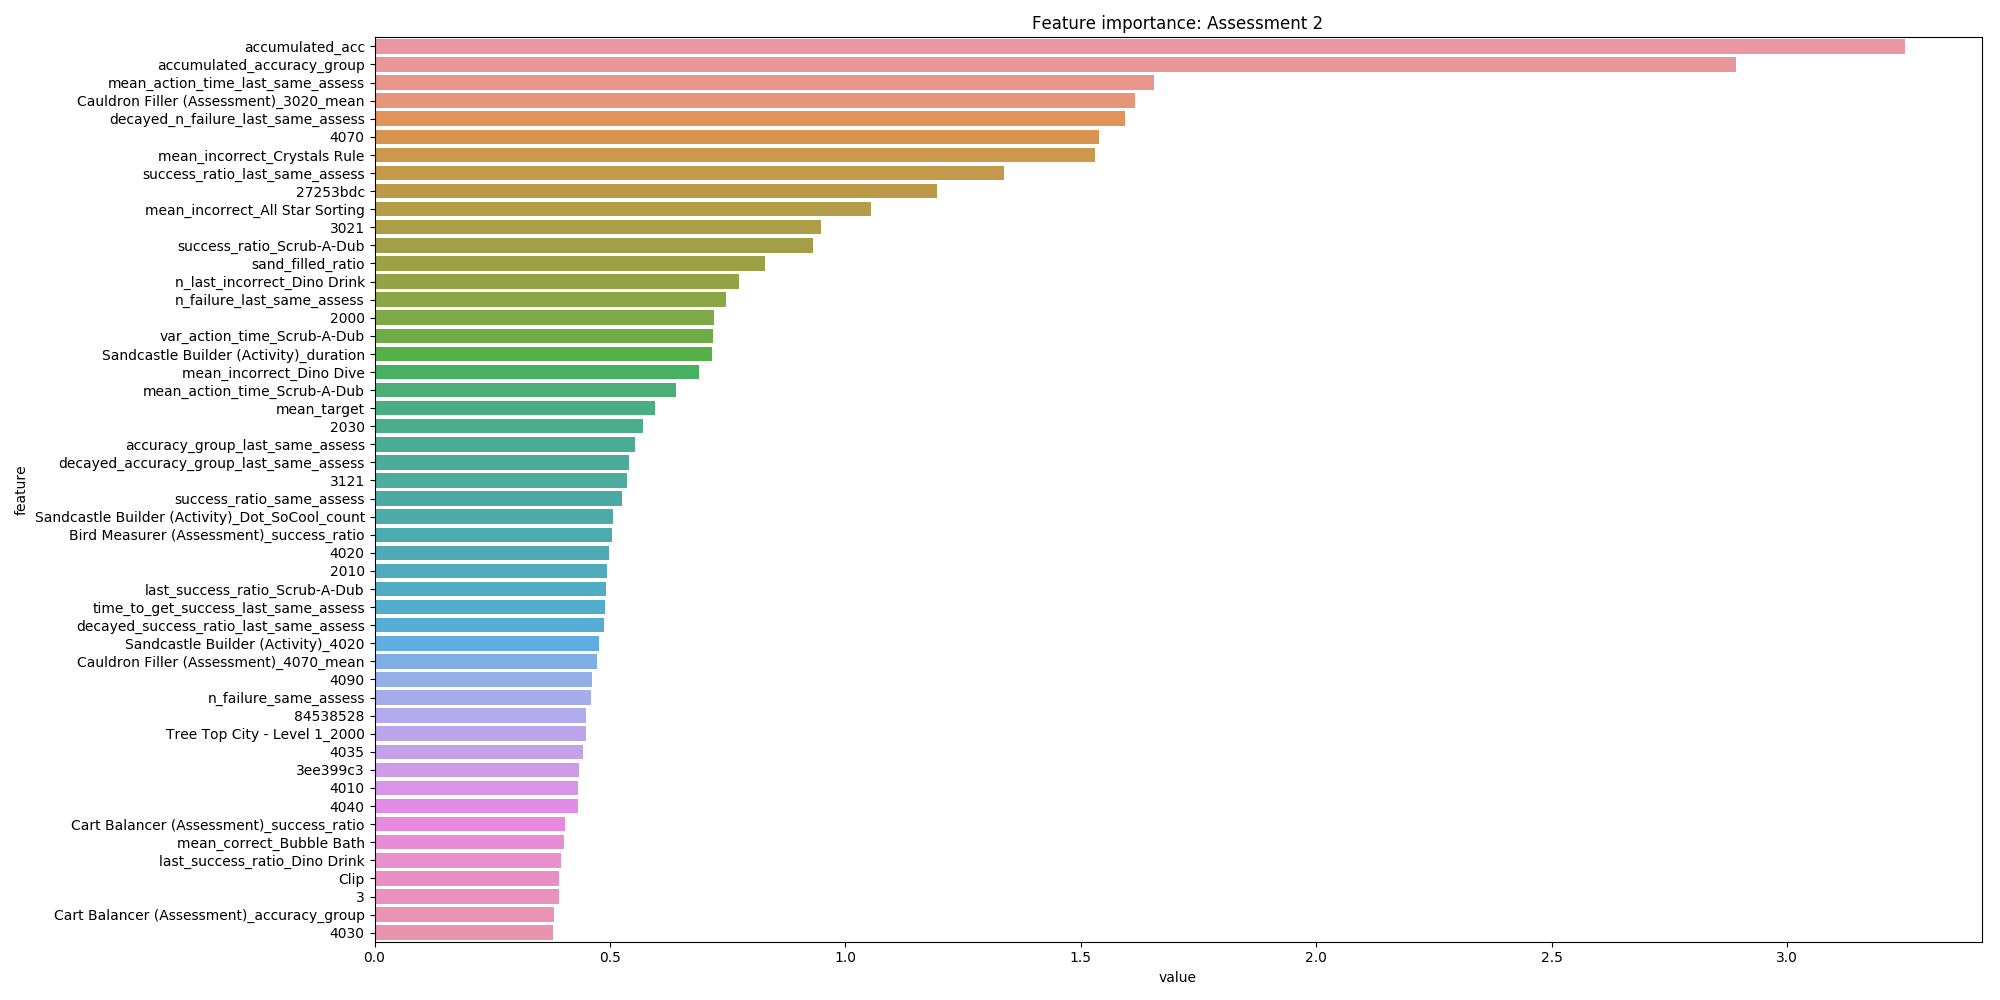 Feature importance: Assessment 2
accumulated_acc
accumulated_accuracy_group
mean_action_time_last_same_assess
Cauldron Filler (Assessment)_3020_mean
decayed_n_failure_last_same_assess
4070
mean_incorrect_Crystals Rule
success_ratio_last_same_assess
27253bdc
mean_incorrect_All Star Sorting
3021
success_ratio_Scrub-A-Dub
sand_filled_ratio
n_last_incorrect_Dino Drink
n_failure_last_same_assess
2000
var_action_time_Scrub-A-Dub
Sandcastle Builder (Activity)_duration
mean_incorrect_Dino Dive
mean_action_time_Scrub-A-Dub
mean_target
2030
accuracy_group_last_same_assess
decayed_accuracy_group_last_same_assess
3121
success_ratio_same_assess
Sandcastle Builder (Activity)_Dot_SoCool_count
Bird Measurer (Assessment)_success_ratio
4020
2010
last_success_ratio_Scrub-A-Dub
time_to_get_success_last_same_assess
decayed_success_ratio_last_same_assess
Sandcastle Builder (Activity)_4020
Cauldron Filler (Assessment)_4070_mean
4090
n_failure_same_assess
84538528
Tree Top City - Level 1_2000
4035
3ee399c3
4010
4040
Cart Balancer (Assessment)_success_ratio
mean_correct_Bubble Bath
last_success_ratio_Dino Drink
Clip
3
Cart Balancer (Assessment)_accuracy_group
4030
feature
0.0 0.5 1.0 1.5 2.0 2.5 3.0
value